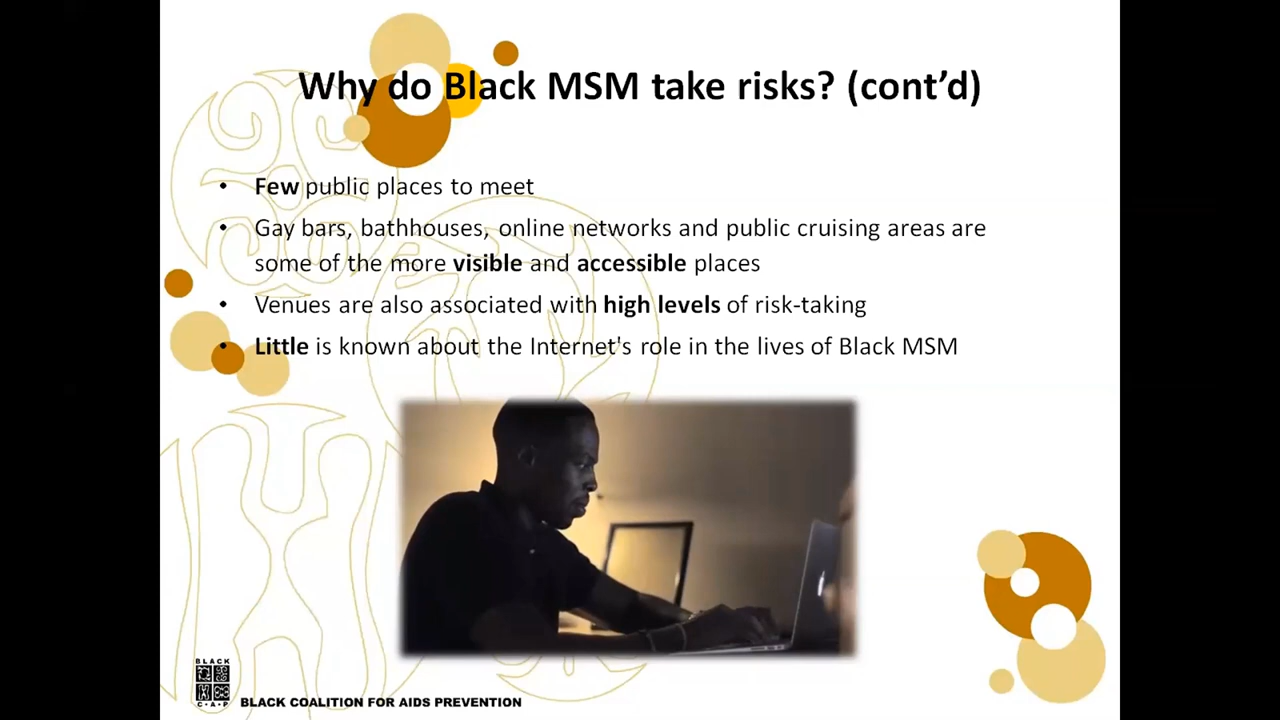 Why do Black MSM take risks? (cont’d)
• Few public places to meet
• Gay bars, bathhouses, online networks and public cruising areas are
some of the more visible and accessible places
• Venues are also associated with high levels of risk-taking
• Little is known about the Internet's role in the lives of Black MSM
BLACK
C•A•P
BLACK COALITION FOR AIDS PREVENTION